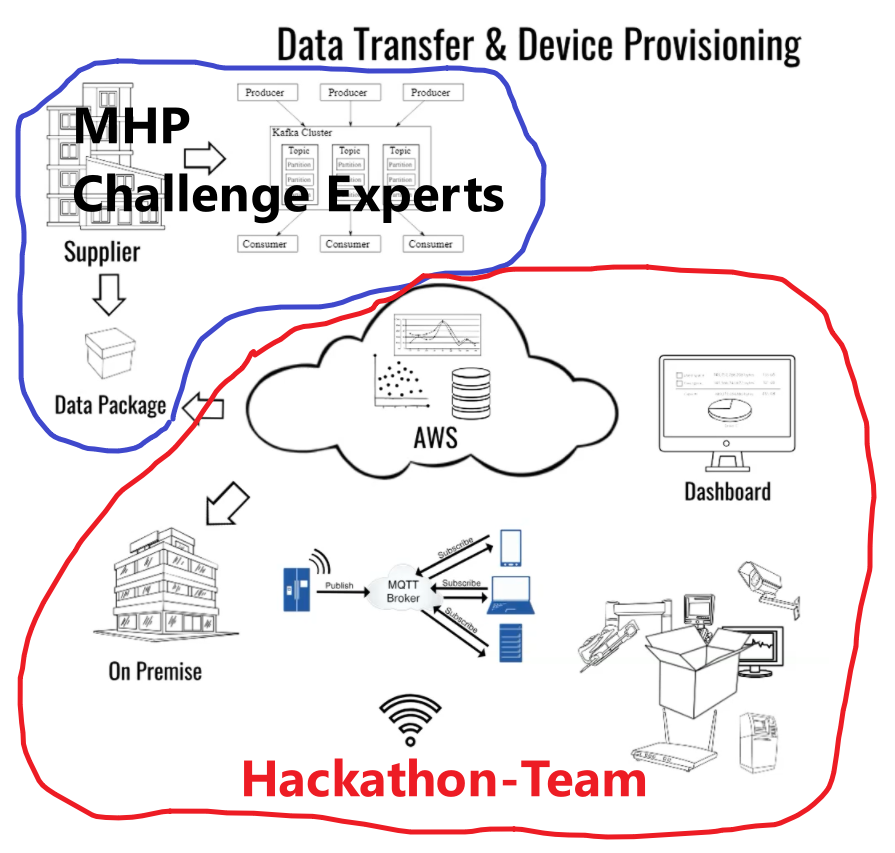 Data Transfer & Device Provisioning
MHP
Challenge Experts
Producer
Producer
Producer
Kafka Cluster
Topic
Topic
Topic
Partition
Partition
Partition
Partition
Partition
Partition
Consumer
Consumer
Consumer
Supplier
Data Package
AWS
Dashboard
On Premise
Publish
MQTT
Broker
Subscribe
Subscribe
Subscribe
Hackathon-Team